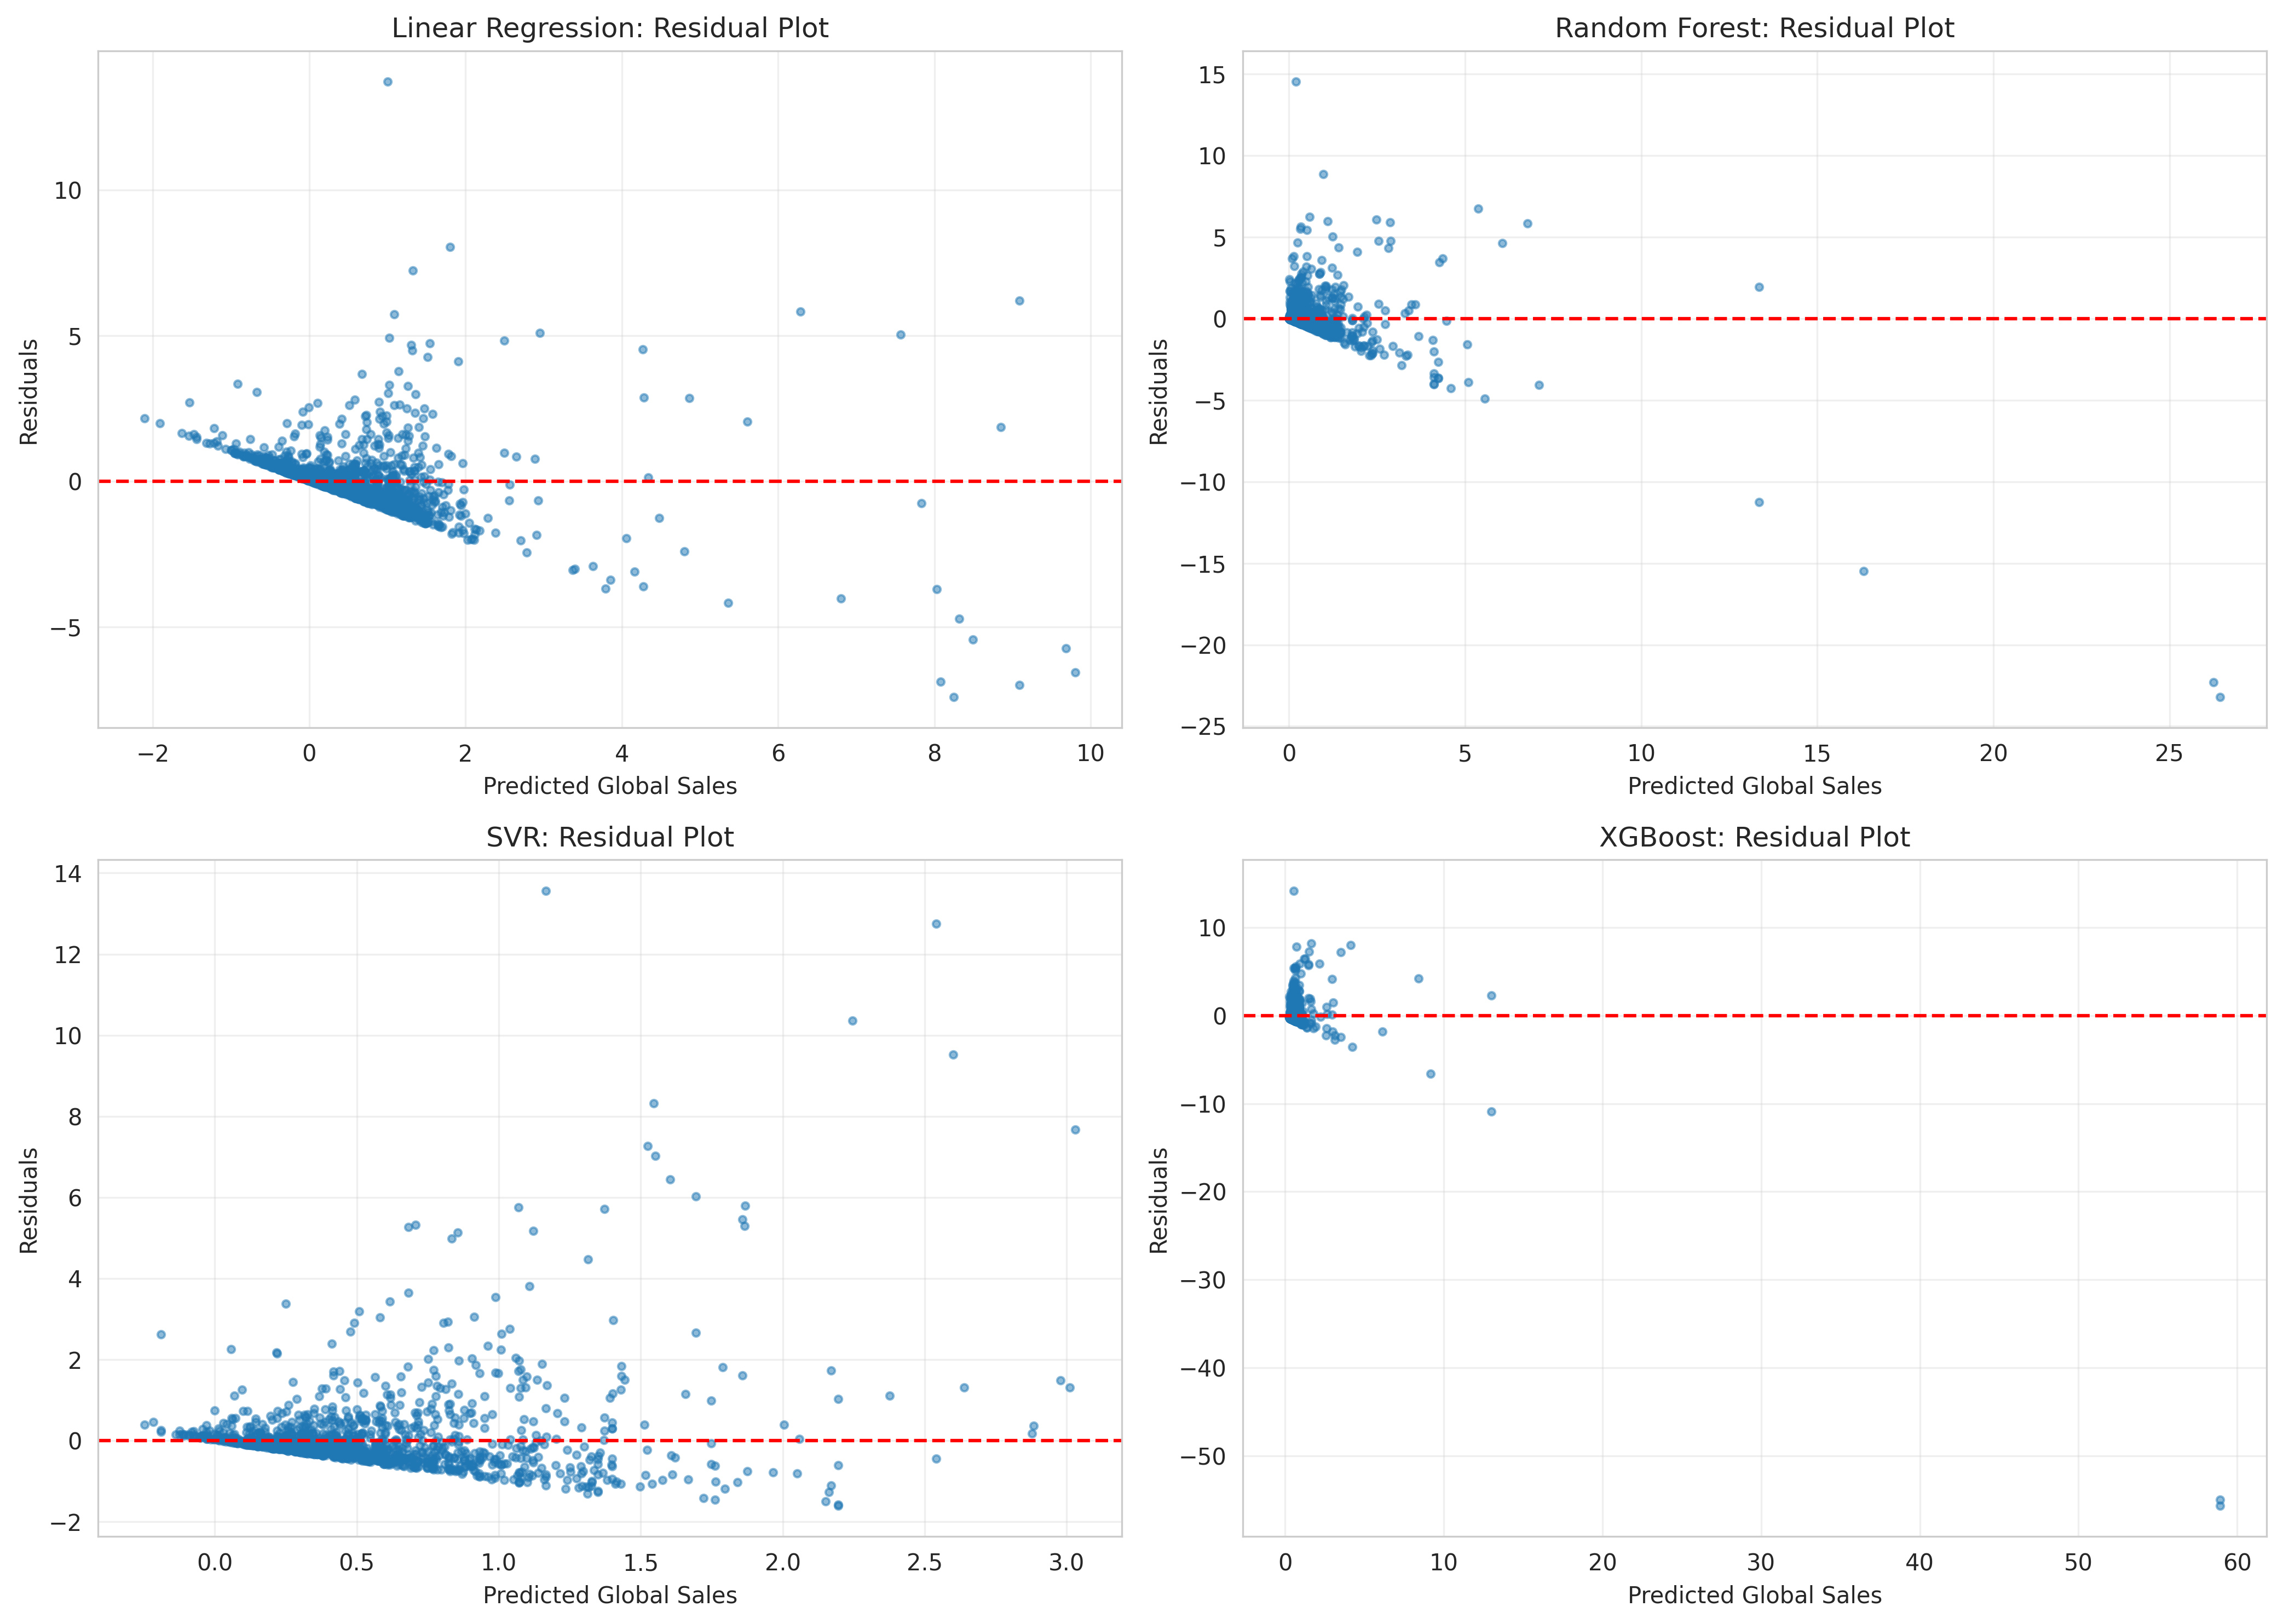 Linear Regression: Residual Plot
Residuals
10
5
0
−5
−2 0 2 4 6 8 10
Predicted Global Sales
Random Forest: Residual Plot
Residuals
15
10
5
0
−5
−10
−15
−20
−25
0 5 10 15 20 25
Predicted Global Sales
SVR: Residual Plot
Residuals
14
12
10
8
6
4
2
0
−2
0.0 0.5 1.0 1.5 2.0 2.5 3.0
Predicted Global Sales
XGBoost: Residual Plot
Residuals
10
0
−10
−20
−30
−40
−50
0 10 20 30 40 50 60
Predicted Global Sales